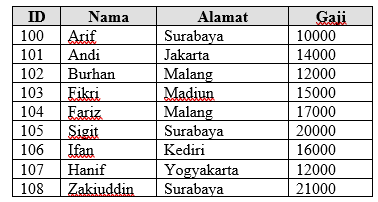 ID Nama Alamat Gaji
100 Arif Surabaya 10000
101 Andi Jakarta 14000
102 Burhan Malang 12000
103 Fikri Madiun 15000
104 Fariz Malang 17000
105 Sigit Surabaya 20000
106 Ifan Kediri 16000
107 Hanif Yogyakarta 12000
108 Zakiuddin Surabaya 21000